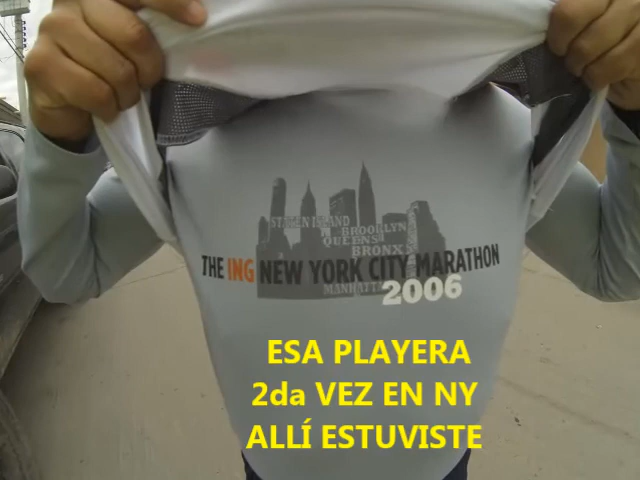 STATEN ISLAND
BROOKLYN
QUEENS
BRONX
THE ING NEW YORK CITY MARATHON
MANHATTAN
2006
ESA PLAYERA
2da VEZ EN NY
ALLÍ ESTUVISTE